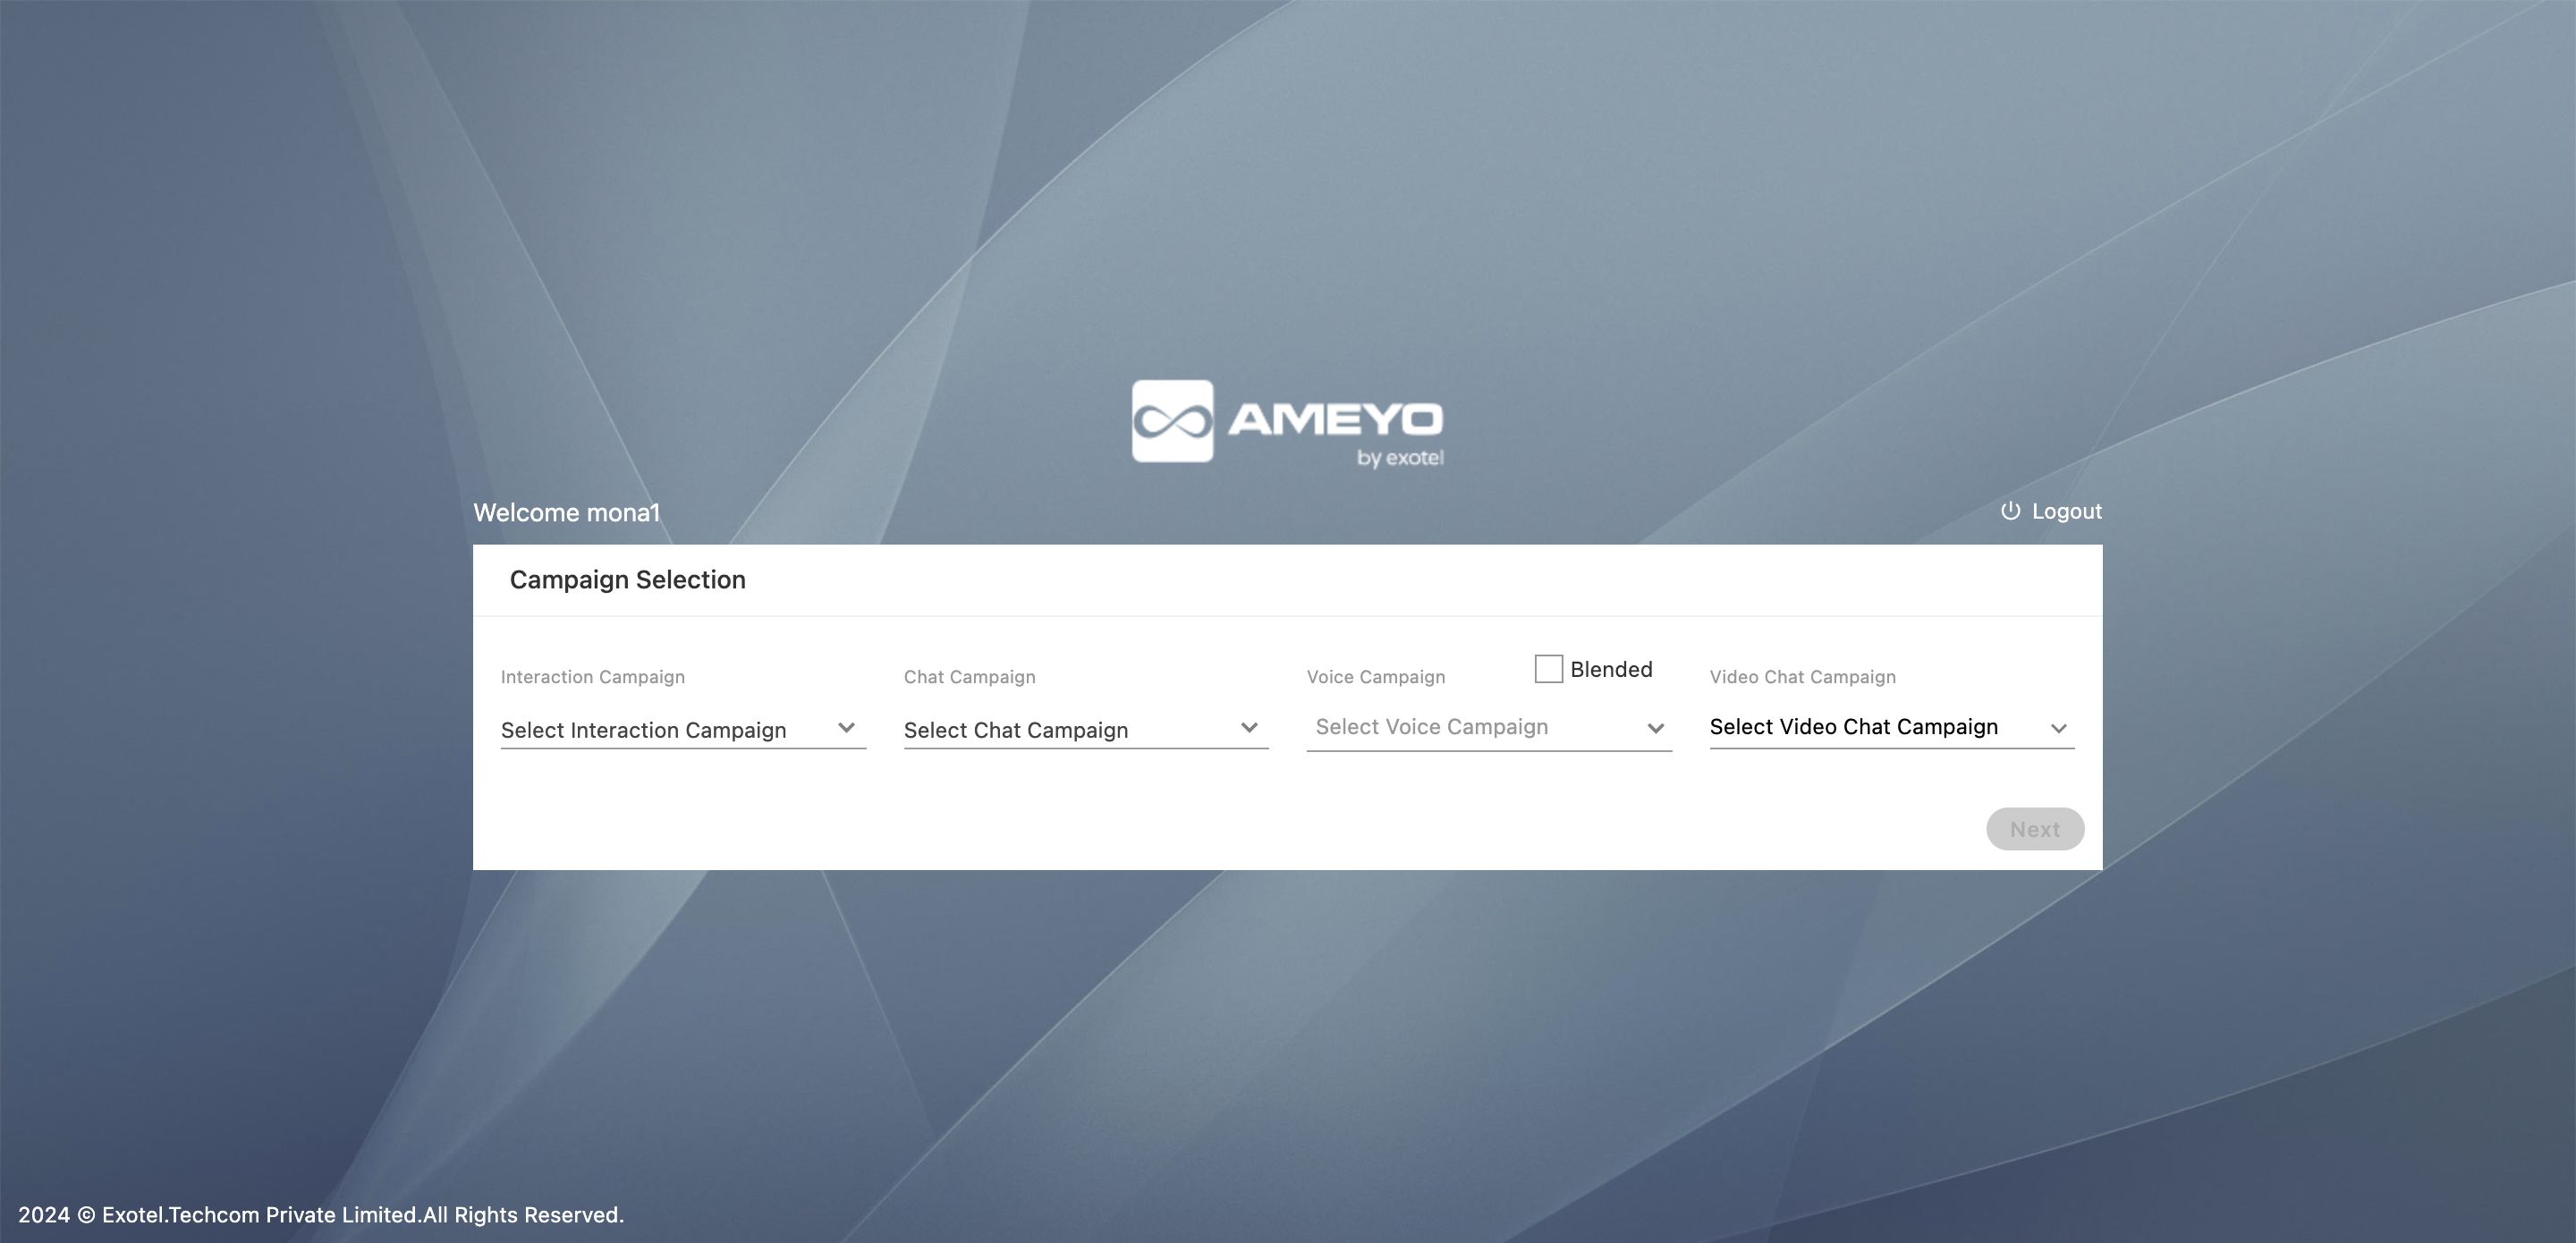 AMEYO
by exotel
Welcome mona1
Logout
Campaign Selection
Interaction Campaign
Select Interaction Campaign
Chat Campaign
Select Chat Campaign
Voice Campaign
Blended
Select Voice Campaign
Video Chat Campaign
Select Video Chat Campaign
Next
2024 © Exotel.Techcom Private Limited.All Rights Reserved.